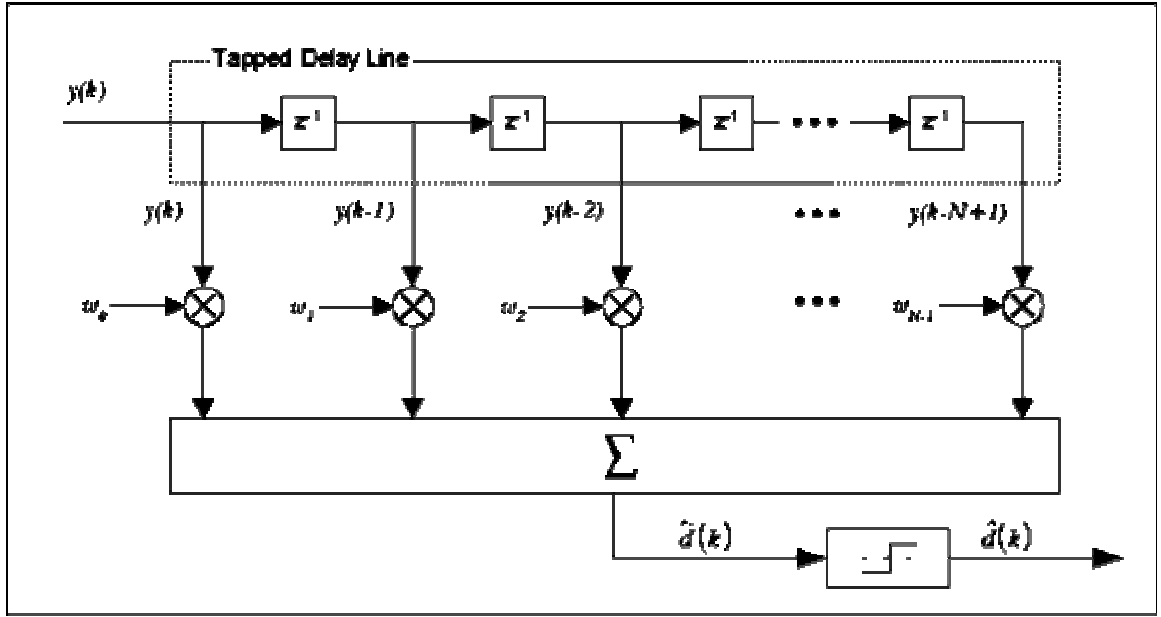 Tapped Delay Line
y(k)
z⁻¹ z⁻¹ z⁻¹ ••• z⁻¹
y(k) y(k-1) y(k-2) ••• y(k-N+1)
w₀ w₁ w₂ ••• w_{N-1}
Σ
d̃(k) d̂(k)